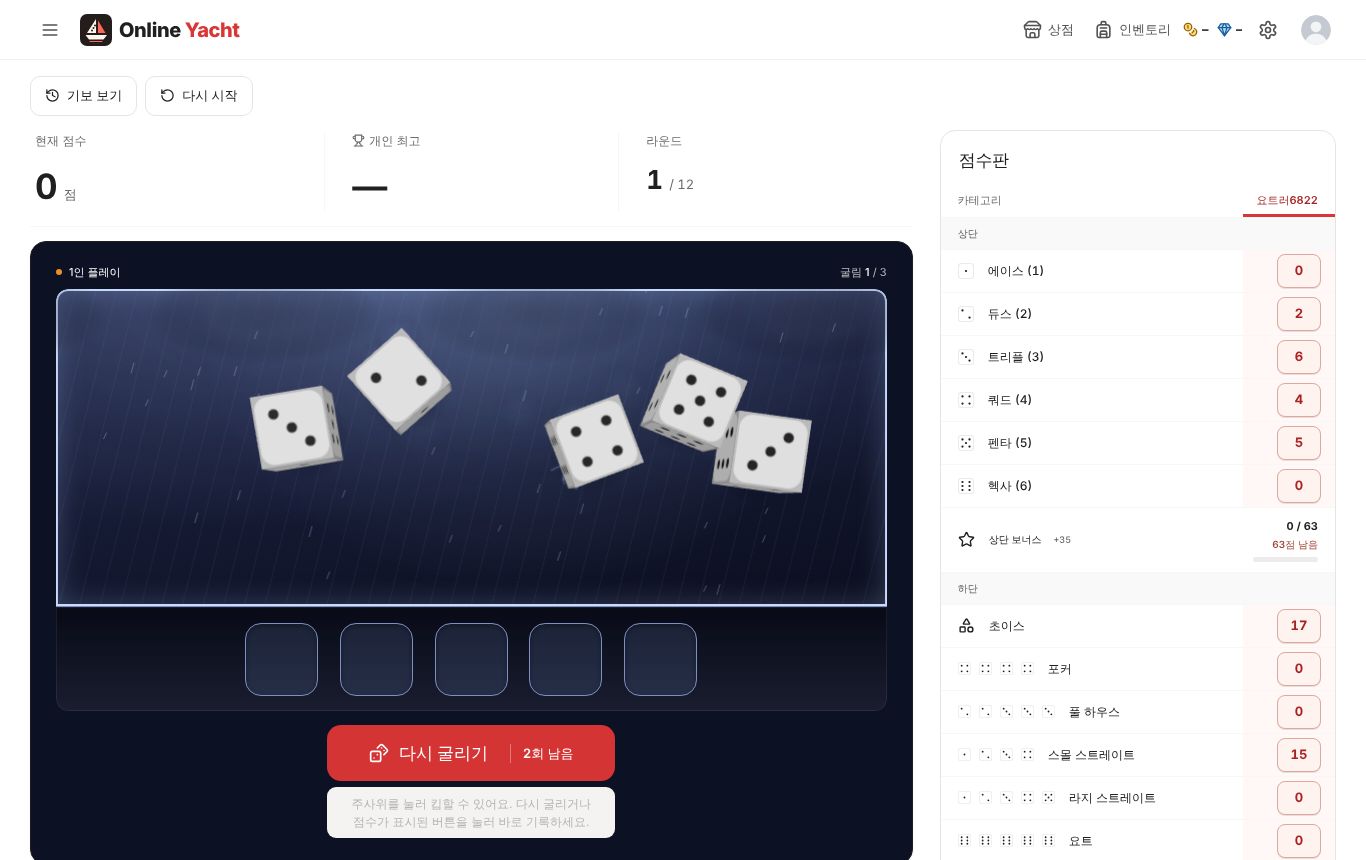 Online Yacht
상점
인벤토리
–
–
기보 보기
다시 시작
현재 점수
0 점
개인 최고
—
라운드
1 / 12
1인 플레이
굴림 1 / 3
다시 굴리기
2회 남음
주사위를 눌러 킵할 수 있어요. 다시 굴리거나
점수가 표시된 버튼을 눌러 바로 기록하세요.
점수판
카테고리
요트러6822
상단
에이스 (1)
0
듀스 (2)
2
트리플 (3)
6
쿼드 (4)
4
펜타 (5)
5
헥사 (6)
0
상단 보너스 +35
0 / 63
63점 남음
하단
초이스
17
포커
0
풀 하우스
0
스몰 스트레이트
15
라지 스트레이트
0
요트
0